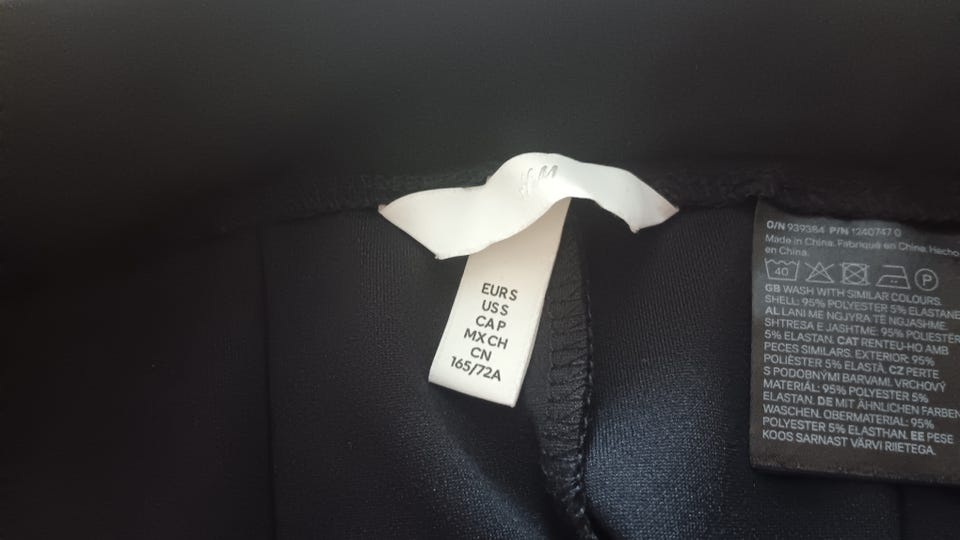 H&M
EUR S
US S
CA P
MX CH
CN
165/72A
O/N 939384 P/N 1240747 0
Made in China. Fabriqué en Chine. Hecho
en China.
40
P
GB WASH WITH SIMILAR COLOURS.
SHELL: 95% POLYESTER 5% ELASTANE
AL LANI ME NGJYRA TË NGJASHME.
SHTRESA E JASHTME: 95% POLIESTER
5% ELASTAN. CAT RENTEU-HO AMB
PECES SIMILARS. EXTERIOR: 95%
POLIÈSTER 5% ELASTÀ. CZ PERTE
S PODOBNÝMI BARVAMI. VRCHOVÝ
MATERIÁL: 95% POLYESTER 5%
ELASTAN. DE MIT ÄHNLICHEN FARBEN
WASCHEN. OBERMATERIAL: 95%
POLYESTER 5% ELASTHAN. EE PESE
KOOS SARNAST VÄRVI RIIETEGA.